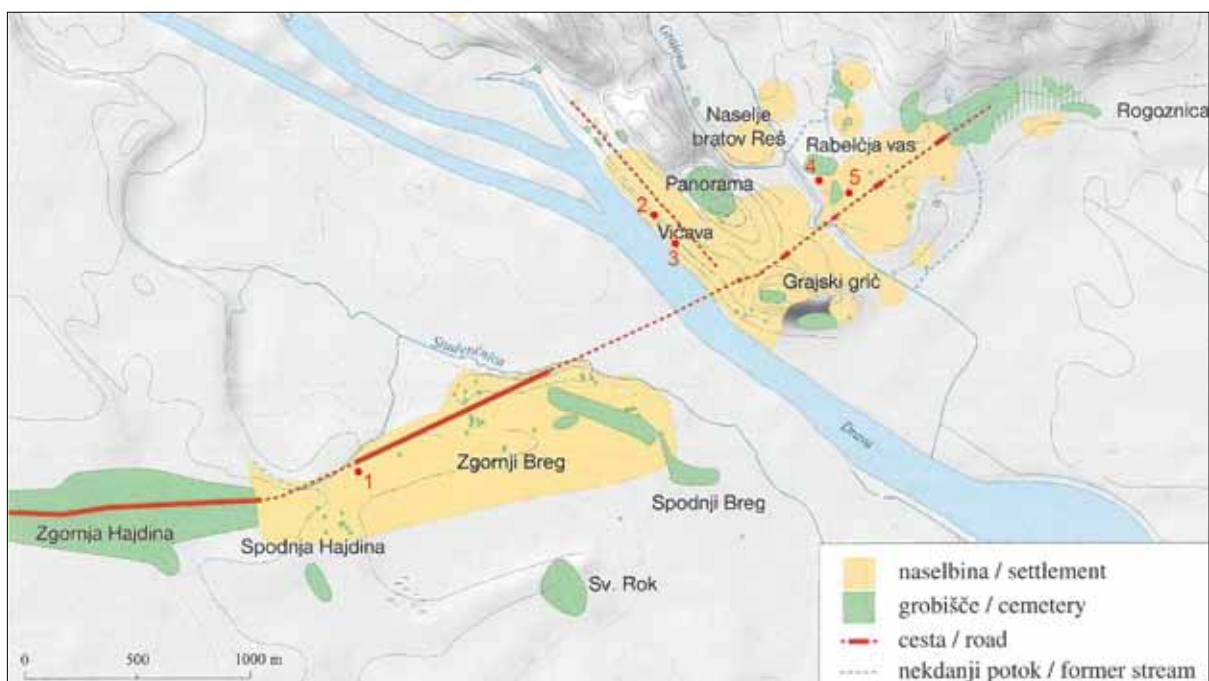 Grajena
Naselje
bratov Reš
Rabelčja vas
Rogoznica
Panorama
4
5
2
Vičava
3
Grajski grič
Studenčnica
Drava
Zgornji Breg
1
Spodnji Breg
Zgornja Hajdina
Spodnja Hajdina
Sv. Rok
0 500 1000 m
naselbina / settlement
grobišče / cemetery
cesta / road
nekdanji potok / former stream